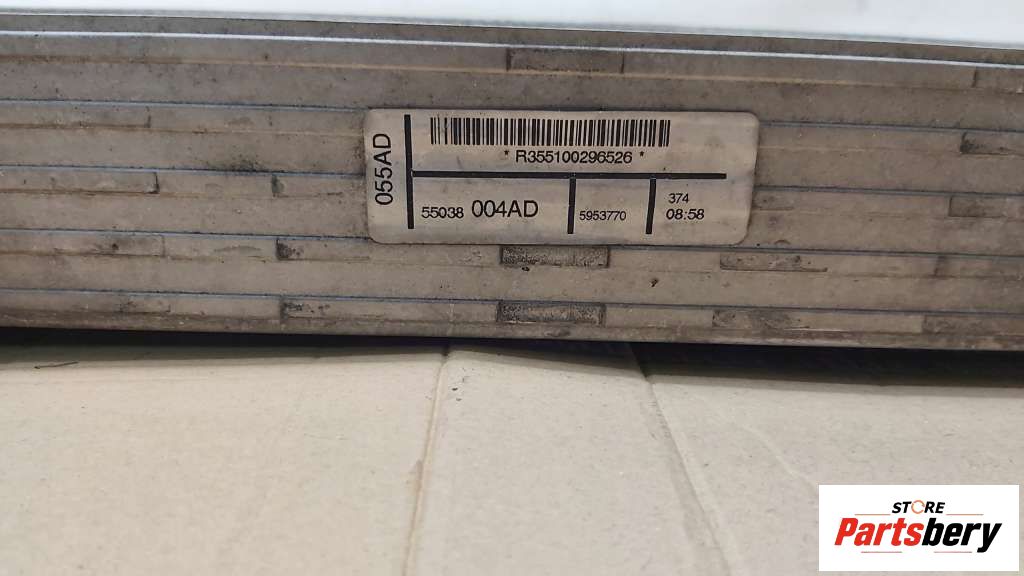 055AD
* R355100296526 *
55038 004AD
5953770
374
08:58
STORE
Partsbery